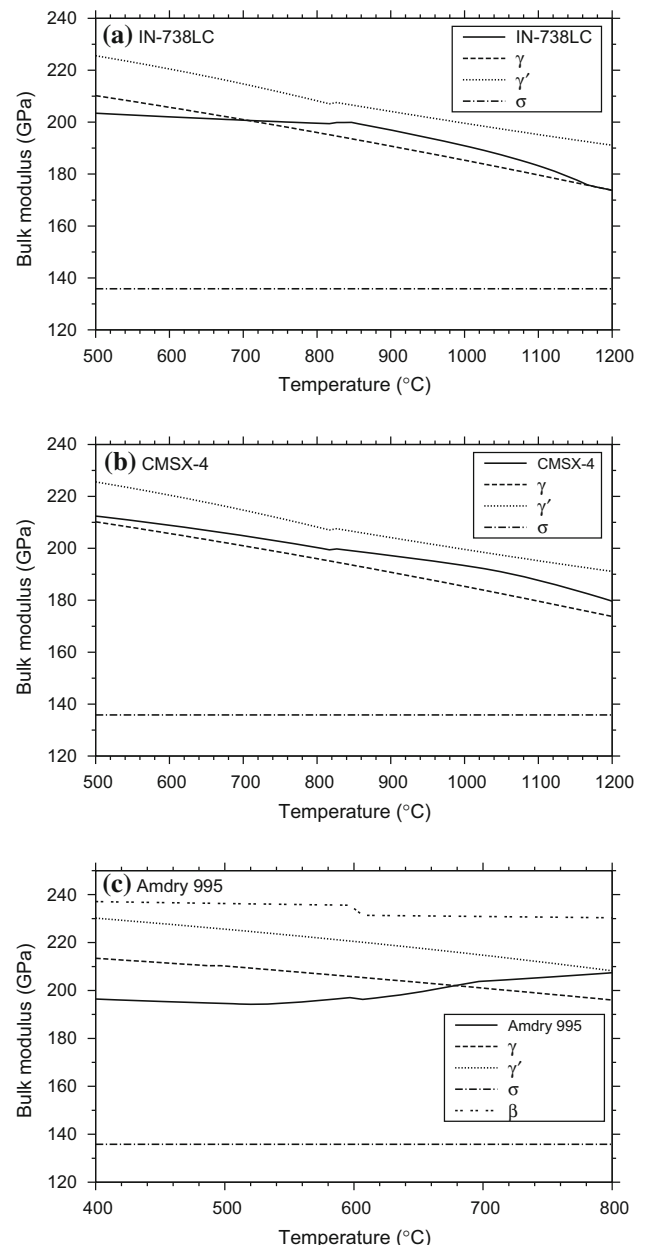 (a) IN-738LC
IN-738LC
γ
γ′
σ
Bulk modulus (GPa)
240
220
200
180
160
140
120
500 600 700 800 900 1000 1100 1200
Temperature (°C)
(b) CMSX-4
CMSX-4
γ
γ′
σ
Bulk modulus (GPa)
240
220
200
180
160
140
120
500 600 700 800 900 1000 1100 1200
Temperature (°C)
(c) Amdry 995
Amdry 995
γ
γ′
σ
β
Bulk modulus (GPa)
240
220
200
180
160
140
120
400 500 600 700 800
Temperature (°C)